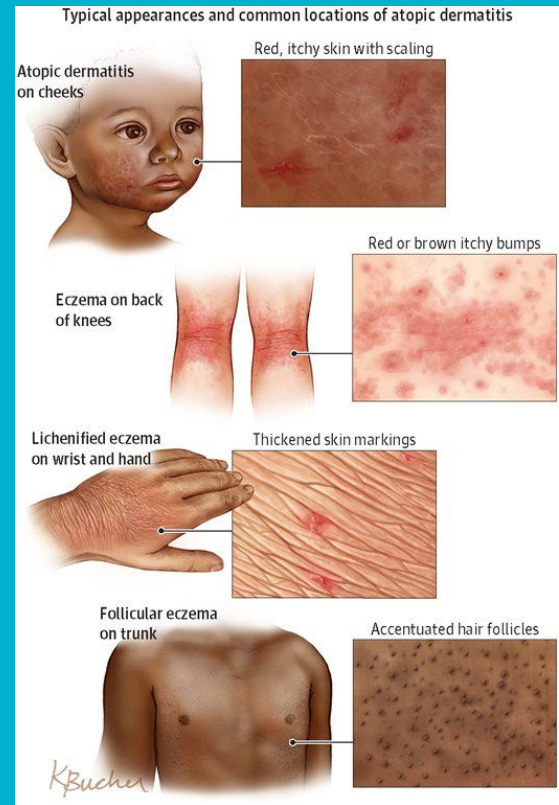 Typical appearances and common locations of atopic dermatitis
Atopic dermatitis
on cheeks
Red, itchy skin with scaling
Eczema on back
of knees
Red or brown itchy bumps
Lichenified eczema
on wrist and hand
Thickened skin markings
Follicular eczema
on trunk
Accentuated hair follicles
KBucher